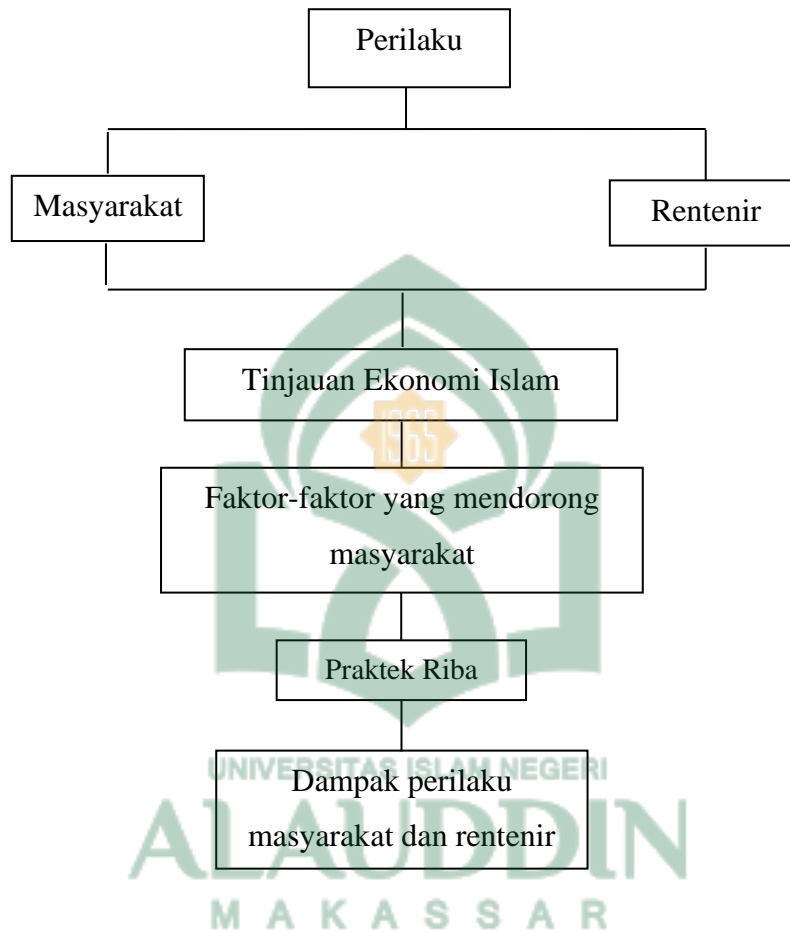 Perilaku
Masyarakat
Rentenir
Tinjauan Ekonomi Islam
1965
Faktor-faktor yang mendorong
masyarakat
Praktek Riba
UNIVERSITAS ISLAM NEGERI
Dampak perilaku
masyarakat dan rentenir
ALAUDDIN
MAKASSAR